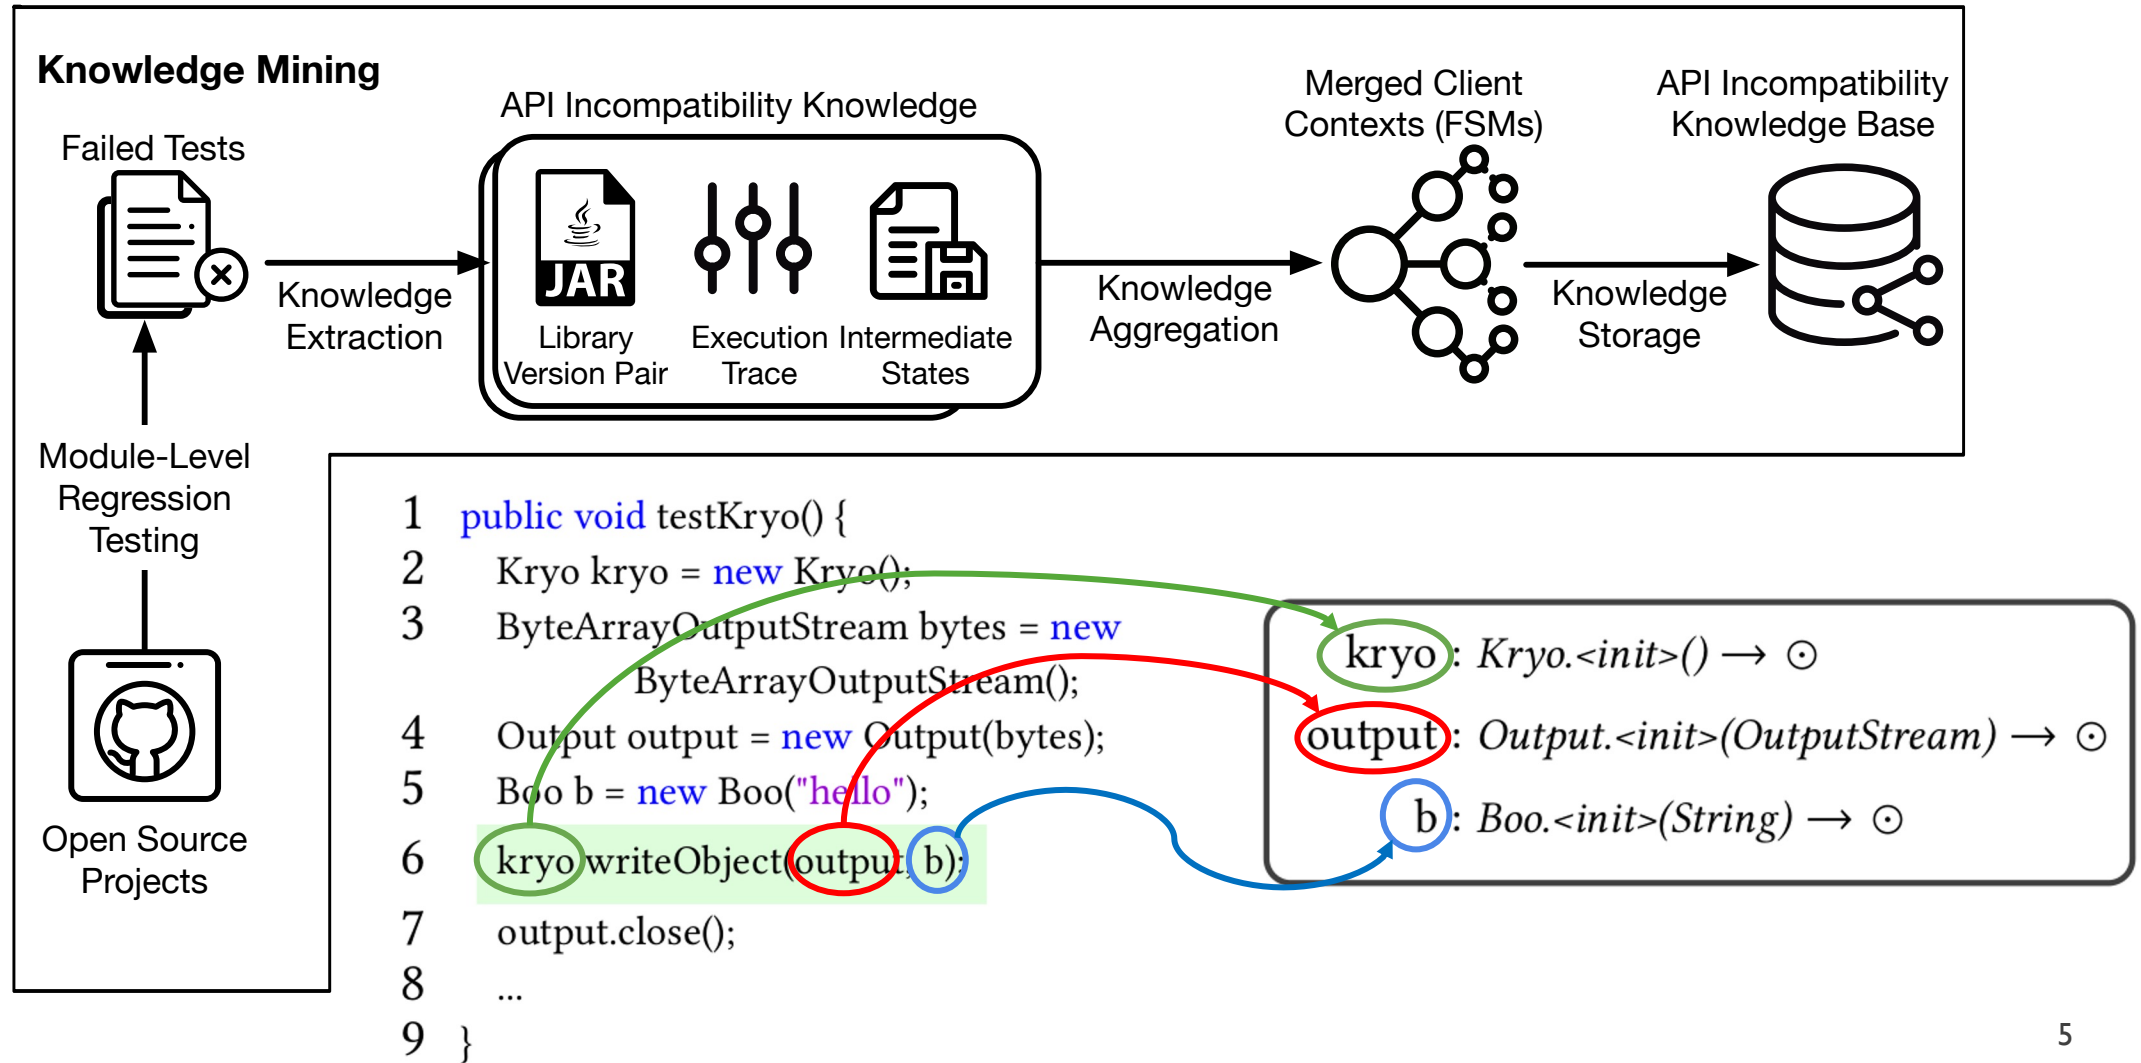 Knowledge Mining
Failed Tests
Knowledge
Extraction
API Incompatibility Knowledge
JAR
Library
Version Pair
Execution
Trace
Intermediate
States
Knowledge
Aggregation
Merged Client
Contexts (FSMs)
Knowledge
Storage
API Incompatibility
Knowledge Base
Module-Level
Regression
Testing
Open Source
Projects
1 public void testKryo() {
2 Kryo kryo = new Kryo();
3 ByteArrayOutputStream bytes = new
ByteArrayOutputStream();
4 Output output = new Output(bytes);
5 Boo b = new Boo("hello");
6 kryo.writeObject(output, b);
7 output.close();
8 ...
9 }
kryo : Kryo.<init>() → ⊙
output : Output.<init>(OutputStream) → ⊙
b : Boo.<init>(String) → ⊙
5